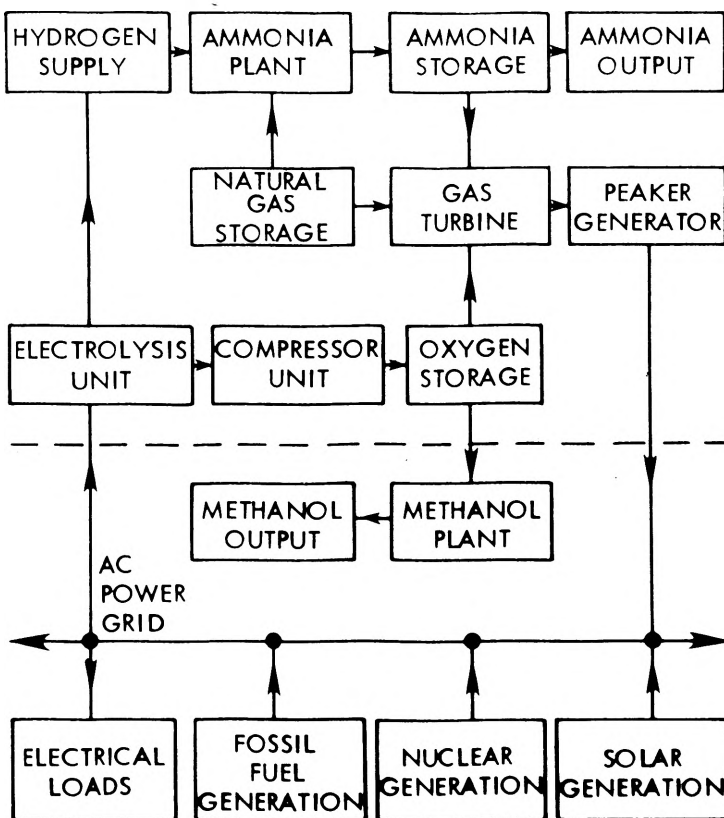 HYDROGEN
SUPPLY
AMMONIA
PLANT
AMMONIA
STORAGE
AMMONIA
OUTPUT
NATURAL
GAS
STORAGE
GAS
TURBINE
PEAKER
GENERATOR
ELECTROLYSIS
UNIT
COMPRESSOR
UNIT
OXYGEN
STORAGE
METHANOL
OUTPUT
METHANOL
PLANT
AC
POWER
GRID
ELECTRICAL
LOADS
FOSSIL
FUEL
GENERATION
NUCLEAR
GENERATION
SOLAR
GENERATION